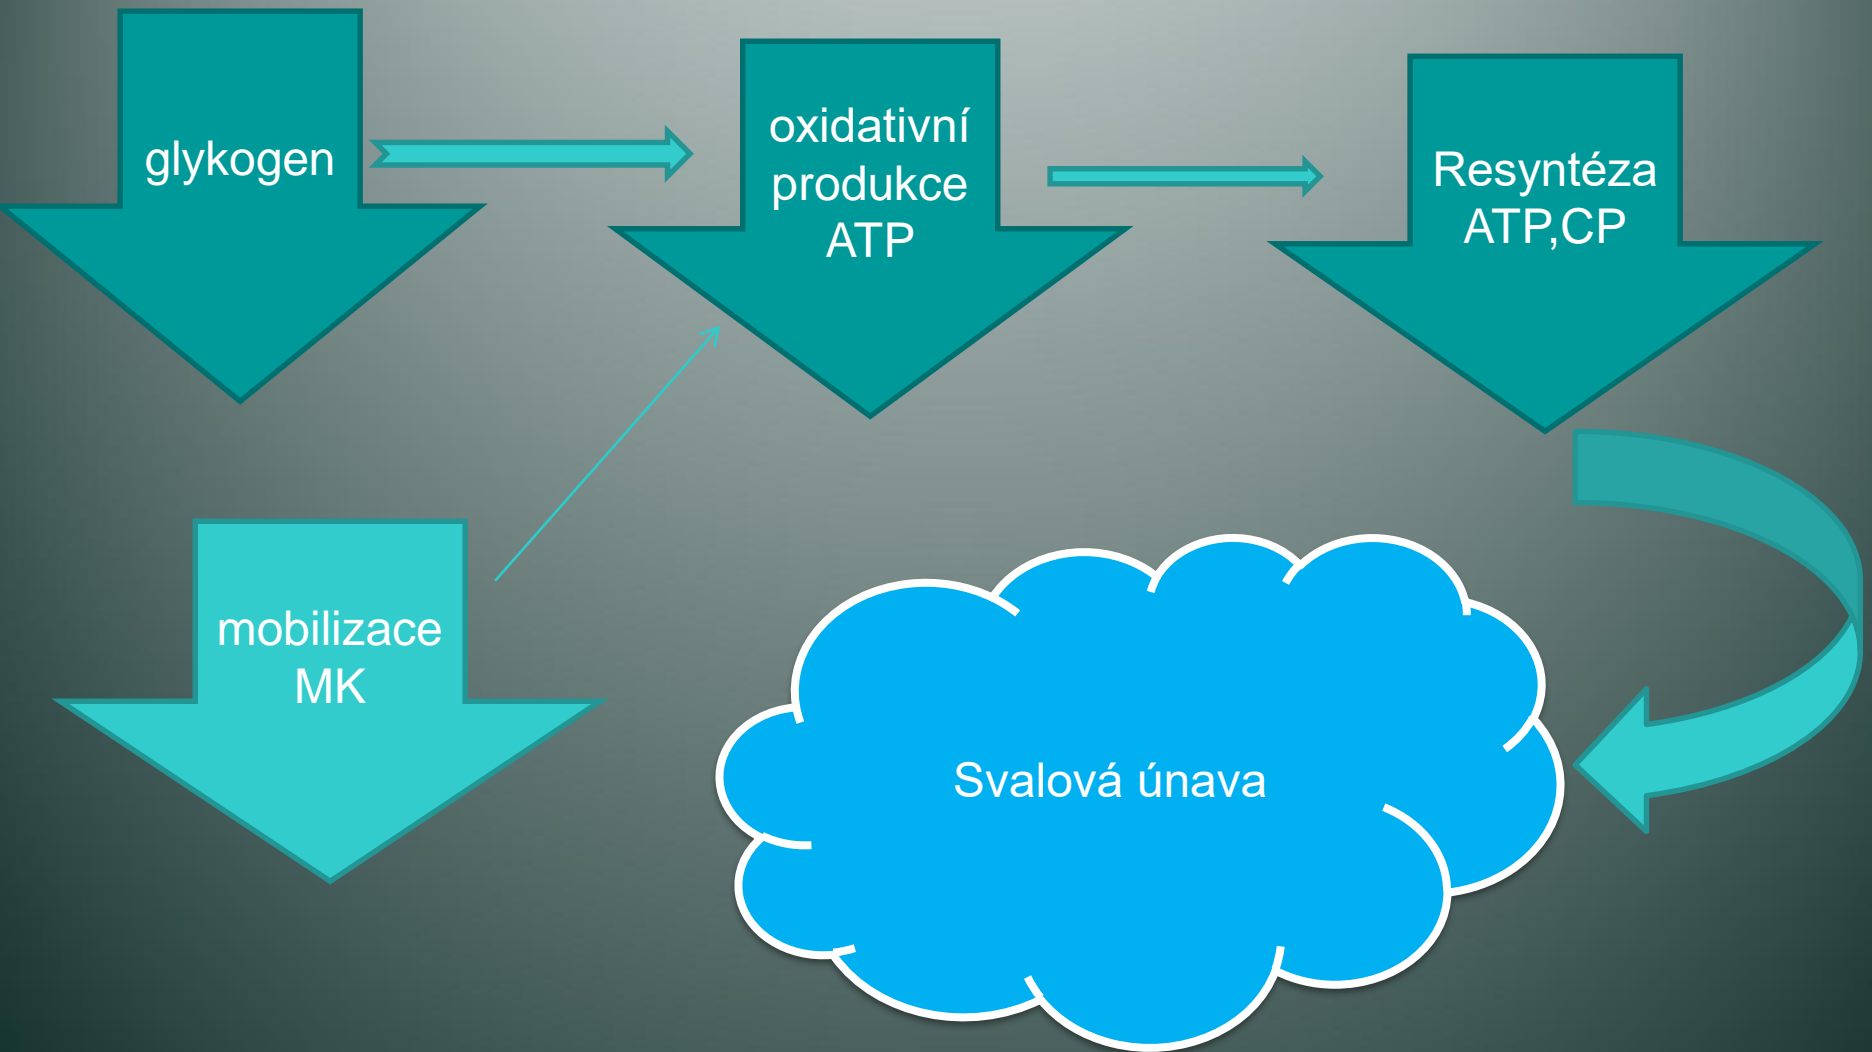 glykogen
oxidativní
produkce
ATP
Resyntéza
ATP,CP
mobilizace
MK
Svalová únava